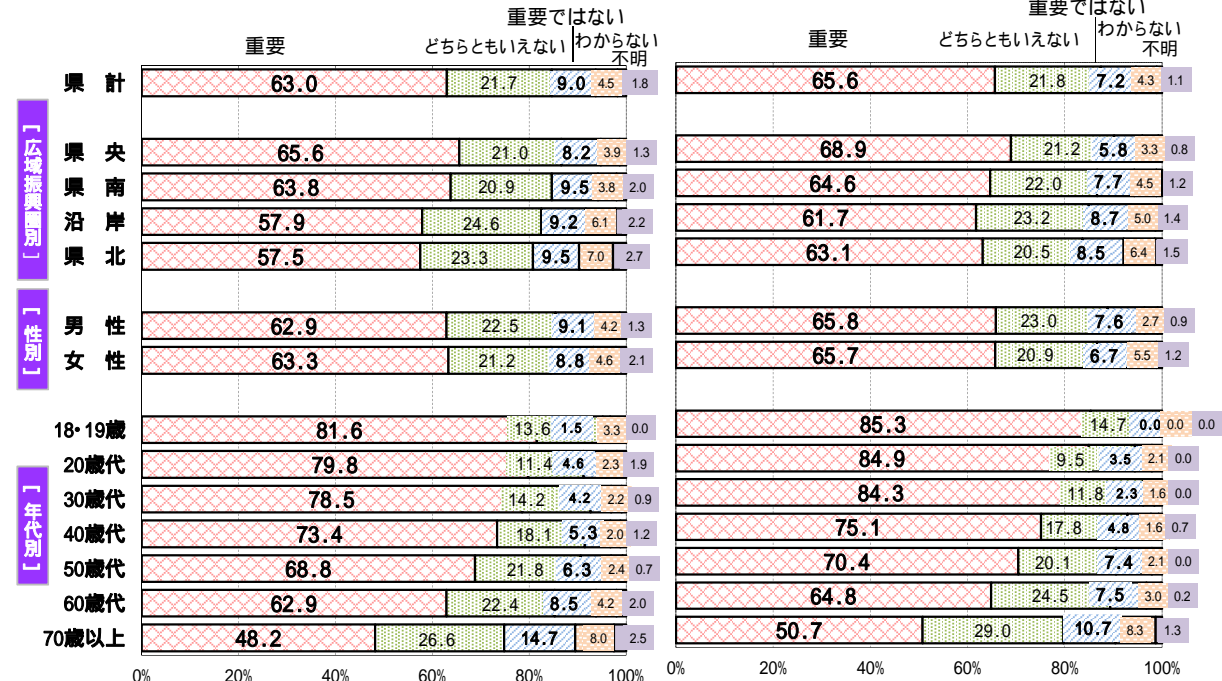 重要ではない 重要ではない
重要 どちらともいえない わからない 重要 どちらともいえない わからない
不明 不明
県 計 63.0 21.7 9.0 4.5 1.8 65.6 21.8 7.2 4.3 1.1
[広域振興圏別]
県 央 65.6 21.0 8.2 3.9 1.3 68.9 21.2 5.8 3.3 0.8
県 南 63.8 20.9 9.5 3.8 2.0 64.6 22.0 7.7 4.5 1.2
沿 岸 57.9 24.6 9.2 6.1 2.2 61.7 23.2 8.7 5.0 1.4
県 北 57.5 23.3 9.5 7.0 2.7 63.1 20.5 8.5 6.4 1.5
[性別]
男 性 62.9 22.5 9.1 4.2 1.3 65.8 23.0 7.6 2.7 0.9
女 性 63.3 21.2 8.8 4.6 2.1 65.7 20.9 6.7 5.5 1.2
[年代別]
18・19歳 81.6 13.6 1.5 3.3 0.0 85.3 14.7 0.0 0.0 0.0
20歳代 79.8 11.4 4.6 2.3 1.9 84.9 9.5 3.5 2.1 0.0
30歳代 78.5 14.2 4.2 2.2 0.9 84.3 11.8 2.3 1.6 0.0
40歳代 73.4 18.1 5.3 2.0 1.2 75.1 17.8 4.8 1.6 0.7
50歳代 68.8 21.8 6.3 2.4 0.7 70.4 20.1 7.4 2.1 0.0
60歳代 62.9 22.4 8.5 4.2 2.0 64.8 24.5 7.5 3.0 0.2
70歳以上 48.2 26.6 14.7 8.0 2.5 50.7 29.0 10.7 8.3 1.3
0% 20% 40% 60% 80% 100% 0% 20% 40% 60% 80% 100%